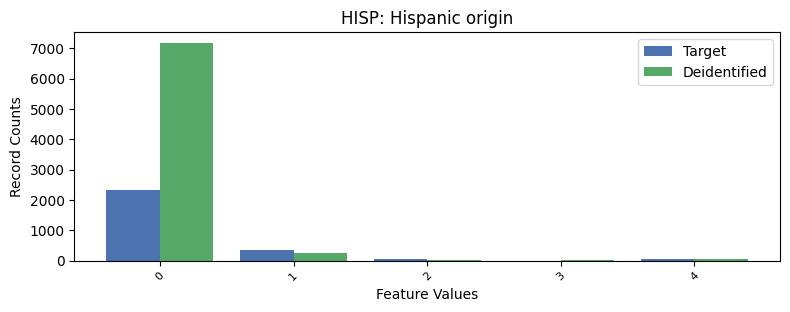 HISP: Hispanic origin
Target
Deidentified
Record Counts
7000
6000
5000
4000
3000
2000
1000
0
0 1 2 3 4
Feature Values